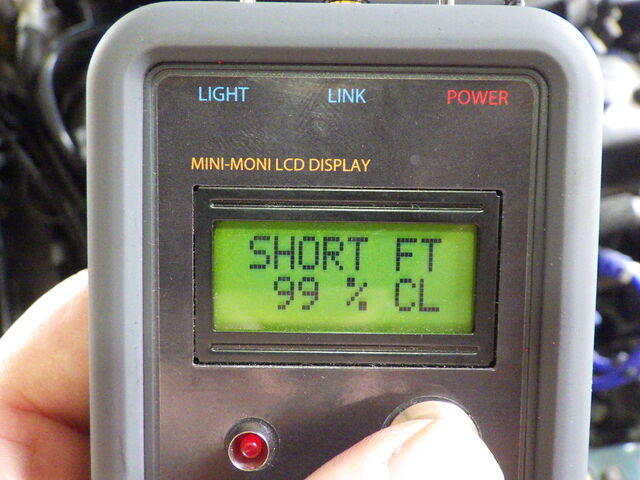 LIGHT LINK POWER
MINI-MONI LCD DISPLAY
SHORT FT
99 % CL